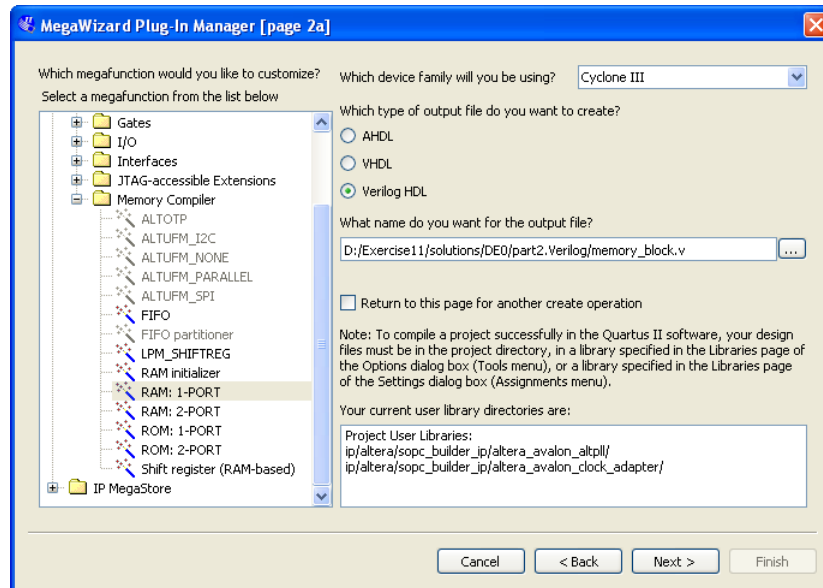 MegaWizard Plug-In Manager [page 2a]
Which megafunction would you like to customize?
Select a megafunction from the list below
Gates
I/O
Interfaces
JTAG-accessible Extensions
Memory Compiler
ALTOTP
ALTUFM_I2C
ALTUFM_NONE
ALTUFM_PARALLEL
ALTUFM_SPI
FIFO
FIFO partitioner
LPM_SHIFTREG
RAM initializer
RAM: 1-PORT
RAM: 2-PORT
ROM: 1-PORT
ROM: 2-PORT
Shift register (RAM-based)
IP MegaStore
Which device family will you be using?
Cyclone III
Which type of output file do you want to create?
AHDL
VHDL
Verilog HDL
What name do you want for the output file?
D:/Exercise11/solutions/DE0/part2.Verilog/memory_block.v
...
Return to this page for another create operation
Note: To compile a project successfully in the Quartus II software, your design
files must be in the project directory, in a library specified in the Libraries page of
the Options dialog box (Tools menu), or a library specified in the Libraries page
of the Settings dialog box (Assignments menu).
Your current user library directories are:
Project User Libraries:
ip/altera/sopc_builder_ip/altera_avalon_altpll/
ip/altera/sopc_builder_ip/altera_avalon_clock_adapter/
Cancel
< Back
Next >
Finish